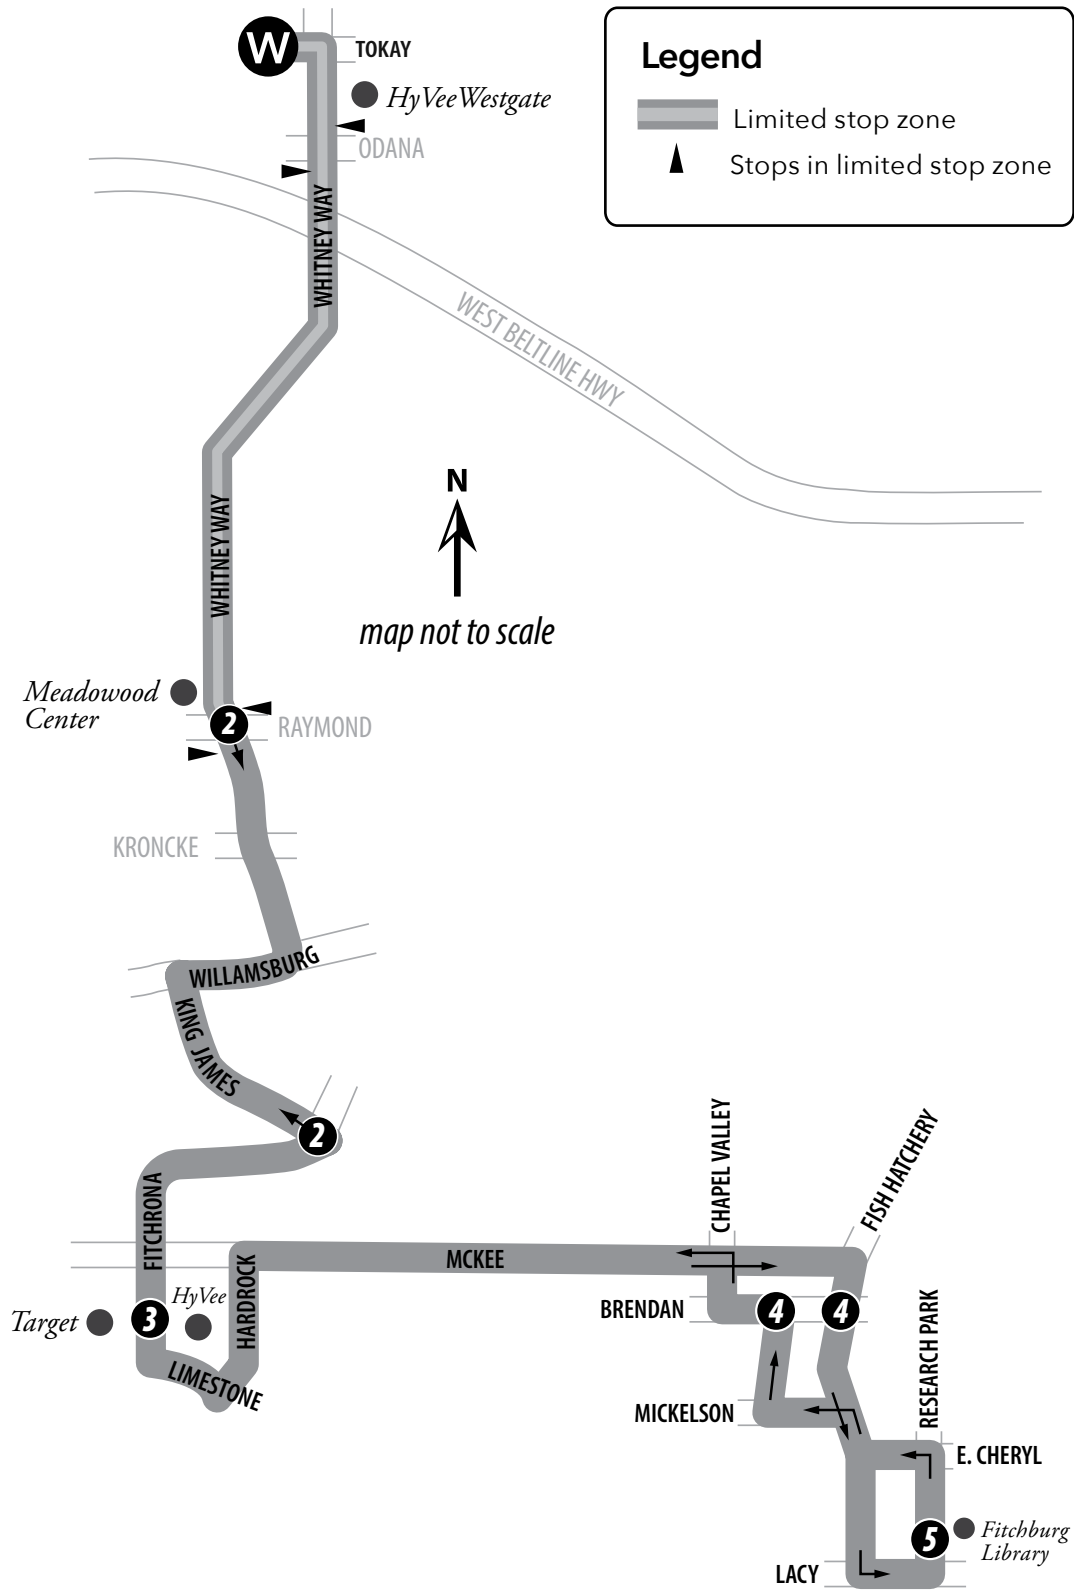 W
TOKAY
HyVee Westgate
ODANA
Legend
Limited stop zone
Stops in limited stop zone
WHITNEY WAY
WEST BELTLINE HWY
WHITNEY WAY
N
map not to scale
Meadowood
Center
2
RAYMOND
KRONCKE
WILLAMSBURG
KING JAMES
2
CHAPEL VALLEY
FISH HATCHERY
FITCHRONA
MCKEE
HARDROCK
HyVee
Target
3
LIMESTONE
BRENDAN
4
4
RESEARCH PARK
MICKELSON
E. CHERYL
5
Fitchburg
Library
LACY